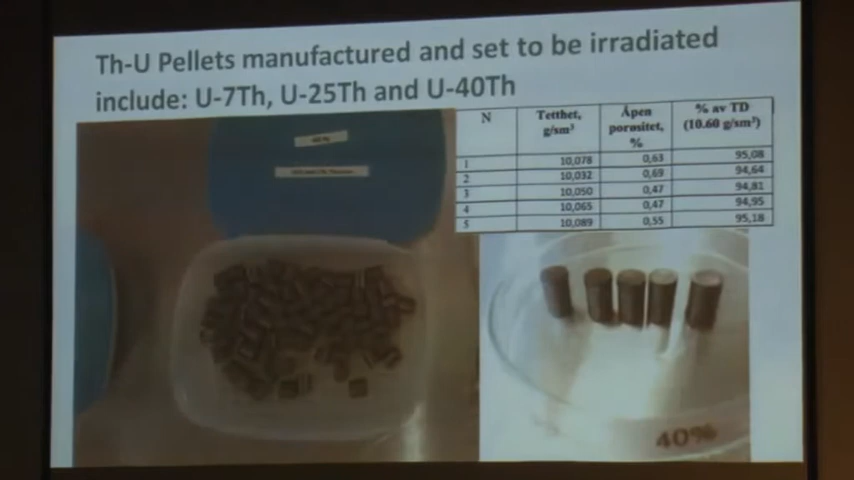 Th-U Pellets manufactured and set to be irradiated
include: U-7Th, U-25Th and U-40Th
N Tetthet, g/sm³ Åpen porøsitet, % % av TD (10.60 g/sm³)
1 10,078 0,63 95,08
2 10,032 0,69 94,64
3 10,050 0,47 94,81
4 10,065 0,47 94,95
5 10,089 0,55 95,18
40%